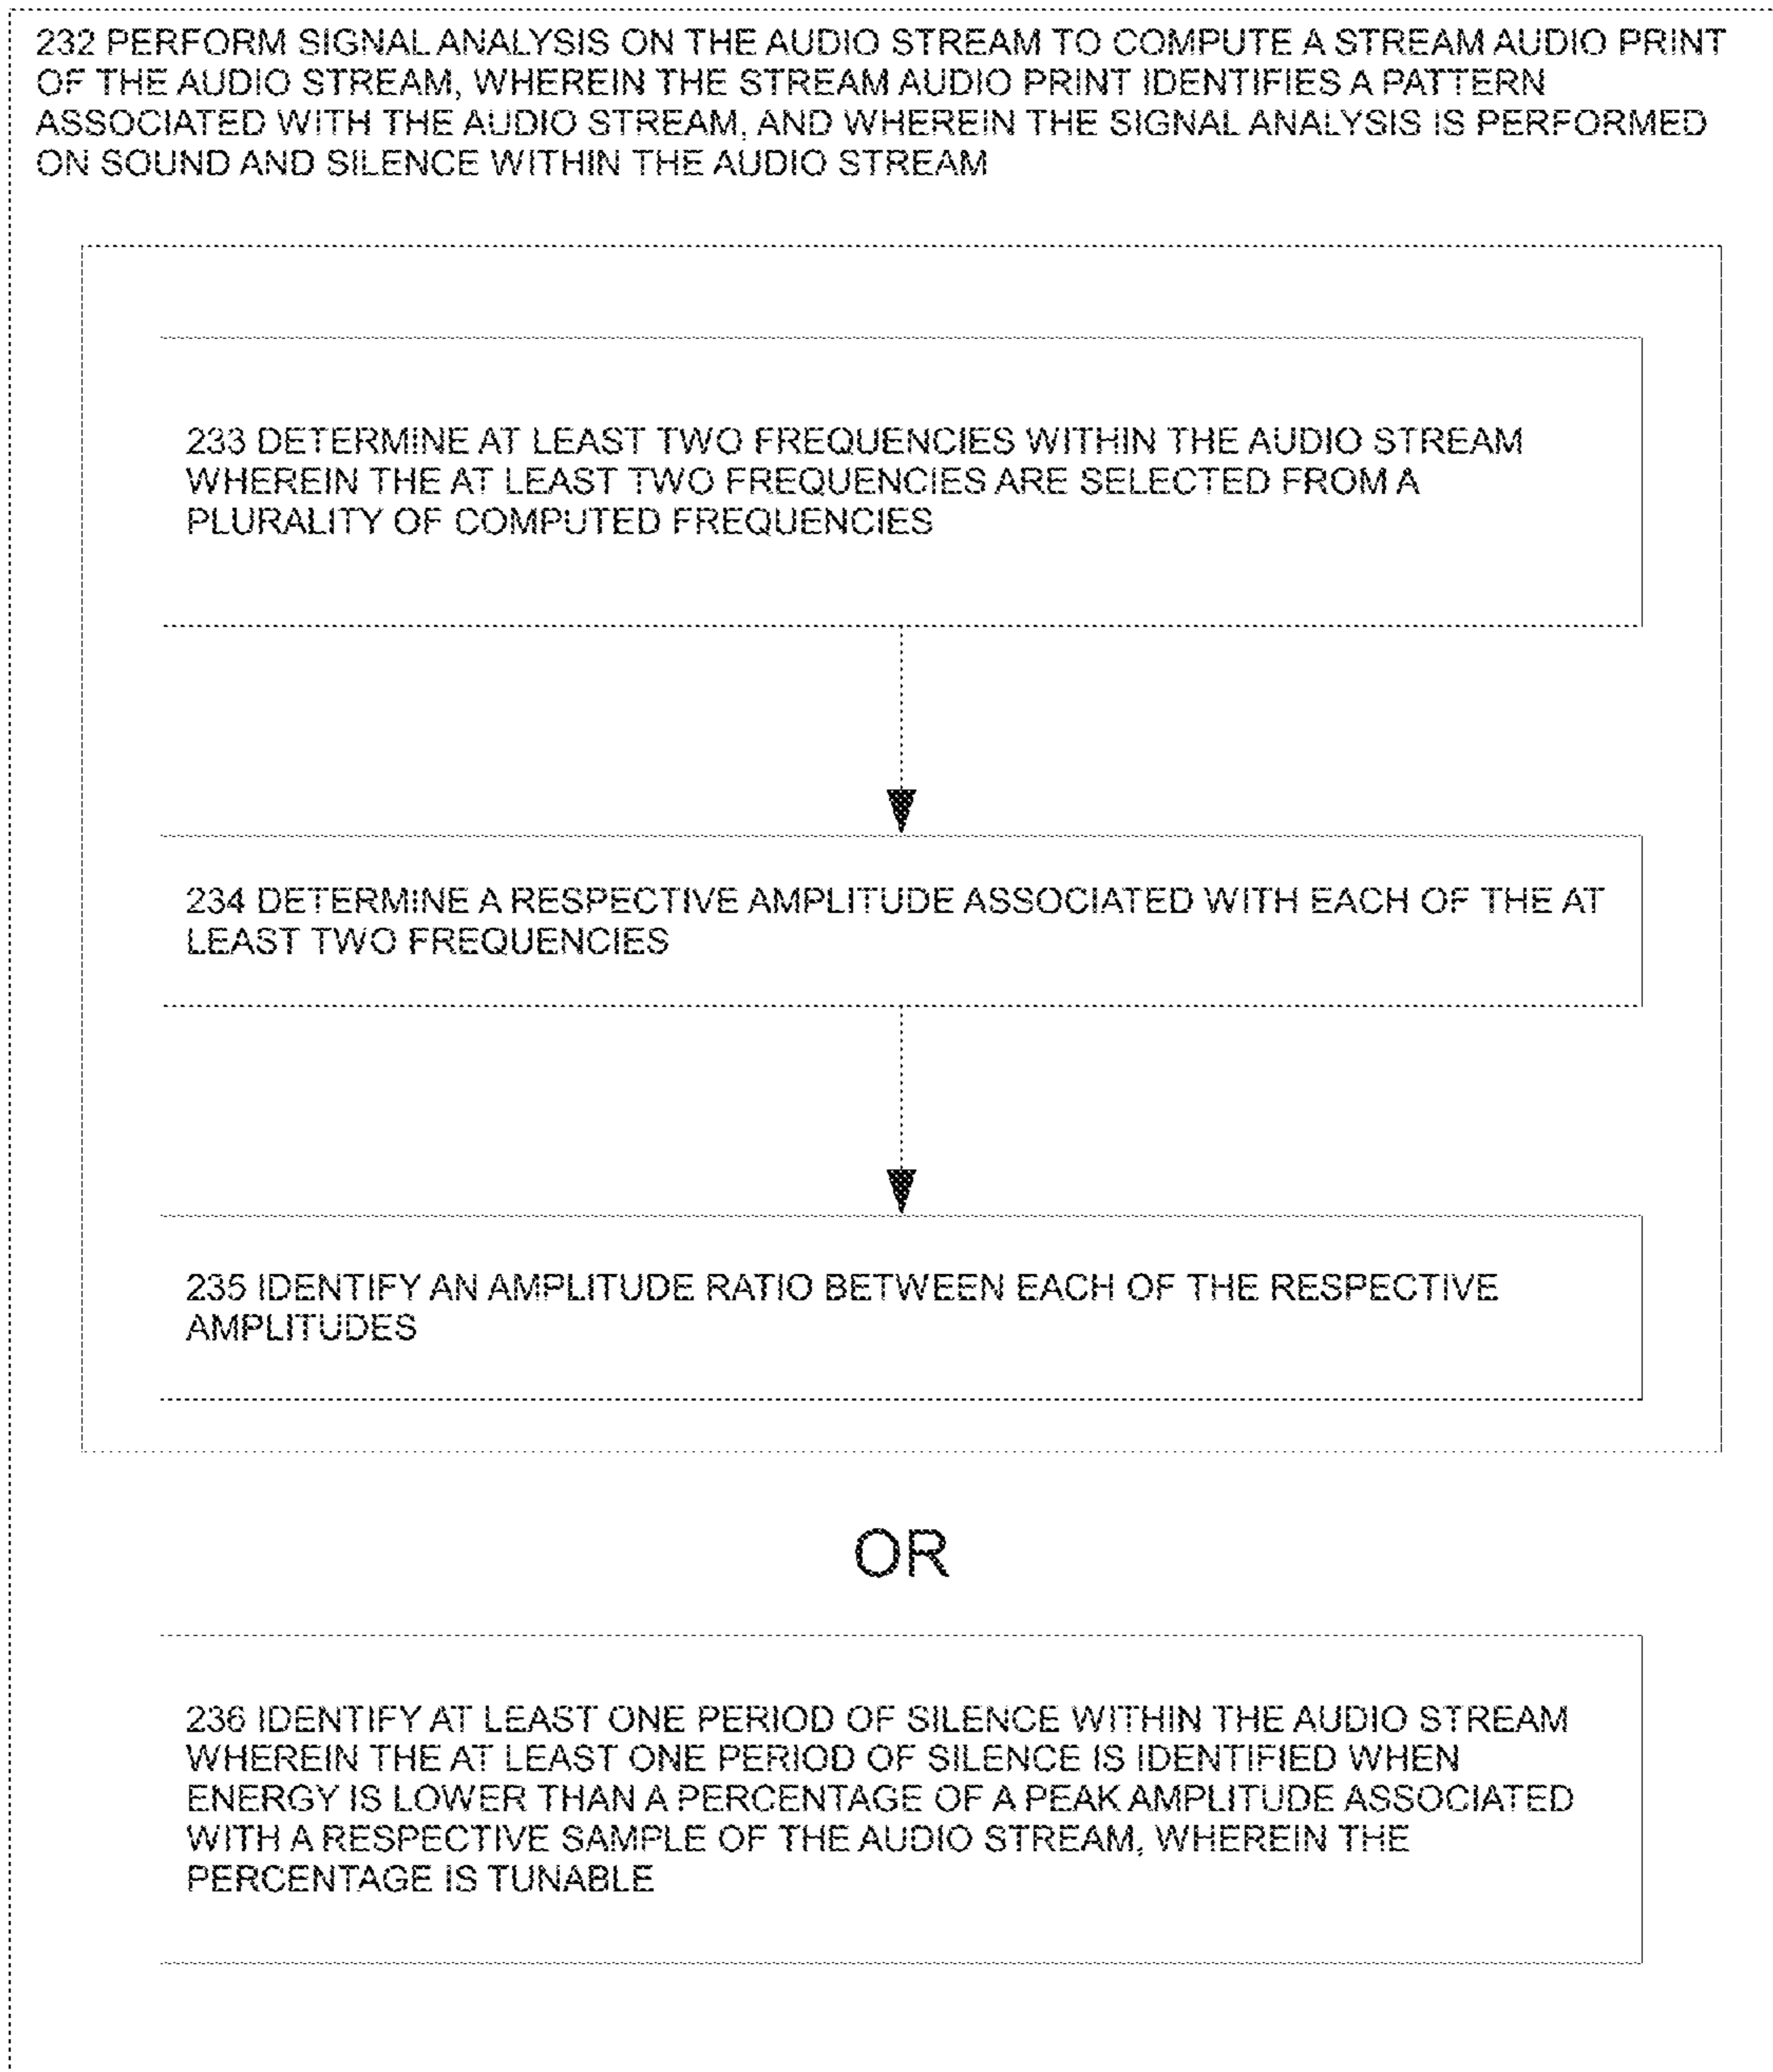 232 PERFORM SIGNAL ANALYSIS ON THE AUDIO STREAM TO COMPUTE A STREAM AUDIO PRINT
OF THE AUDIO STREAM, WHEREIN THE STREAM AUDIO PRINT IDENTIFIES A PATTERN
ASSOCIATED WITH THE AUDIO STREAM, AND WHEREIN THE SIGNAL ANALYSIS IS PERFORMED
ON SOUND AND SILENCE WITHIN THE AUDIO STREAM
233 DETERMINE AT LEAST TWO FREQUENCIES WITHIN THE AUDIO STREAM
WHEREIN THE AT LEAST TWO FREQUENCIES ARE SELECTED FROM A
PLURALITY OF COMPUTED FREQUENCIES
234 DETERMINE A RESPECTIVE AMPLITUDE ASSOCIATED WITH EACH OF THE AT
LEAST TWO FREQUENCIES
235 IDENTIFY AN AMPLITUDE RATIO BETWEEN EACH OF THE RESPECTIVE
AMPLITUDES
OR
236 IDENTIFY AT LEAST ONE PERIOD OF SILENCE WITHIN THE AUDIO STREAM
WHEREIN THE AT LEAST ONE PERIOD OF SILENCE IS IDENTIFIED WHEN
ENERGY IS LOWER THAN A PERCENTAGE OF A PEAK AMPLITUDE ASSOCIATED
WITH A RESPECTIVE SAMPLE OF THE AUDIO STREAM, WHEREIN THE
PERCENTAGE IS TUNABLE